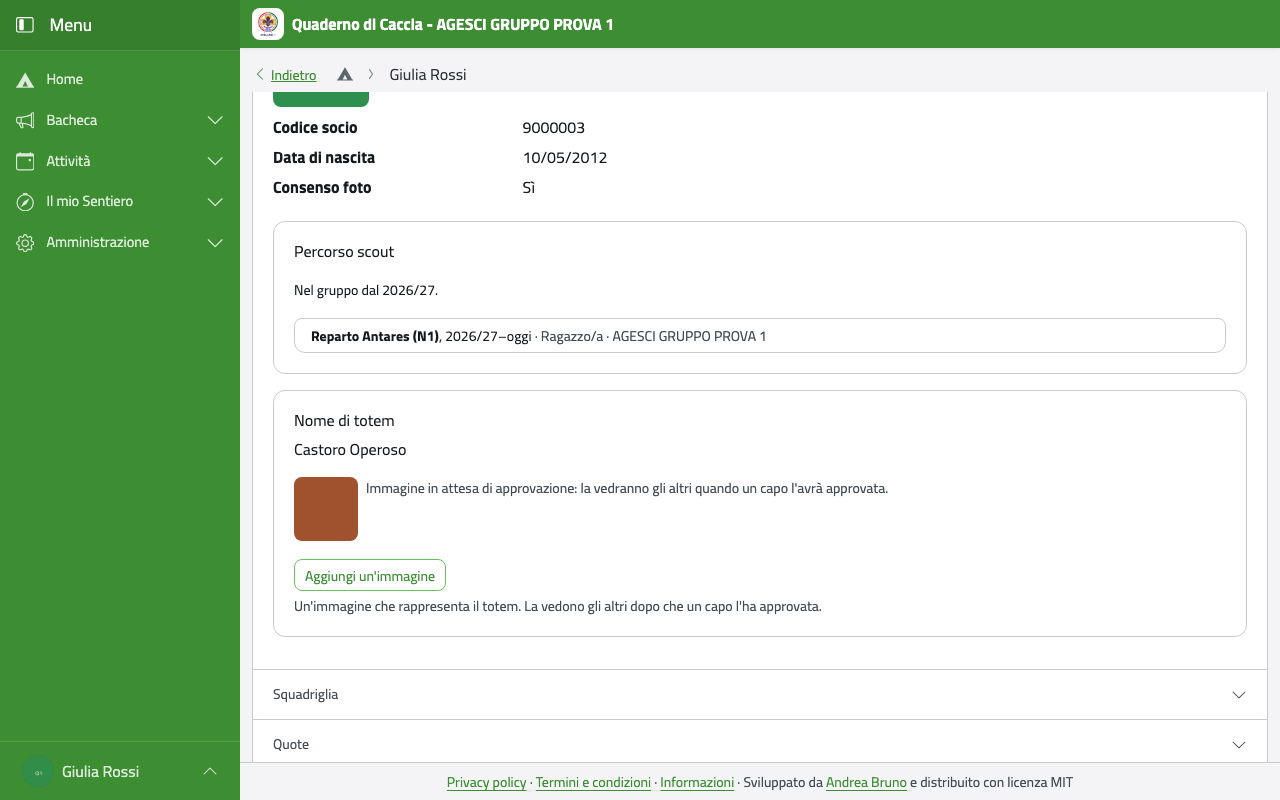 Menu
Quaderno di Caccia - AGESCI GRUPPO PROVA 1
Indietro
Giulia Rossi
Home
Bacheca
Attività
Il mio Sentiero
Amministrazione
Codice socio 9000003
Data di nascita 10/05/2012
Consenso foto Sì
Percorso scout
Nel gruppo dal 2026/27.
Reparto Antares (N1), 2026/27–oggi · Ragazzo/a · AGESCI GRUPPO PROVA 1
Nome di totem
Castoro Operoso
Immagine in attesa di approvazione: la vedranno gli altri quando un capo l'avrà approvata.
Aggiungi un'immagine
Un'immagine che rappresenta il totem. La vedono gli altri dopo che un capo l'ha approvata.
Squadriglia
Quote
Giulia Rossi
Privacy policy · Termini e condizioni · Informazioni · Sviluppato da Andrea Bruno e distribuito con licenza MIT